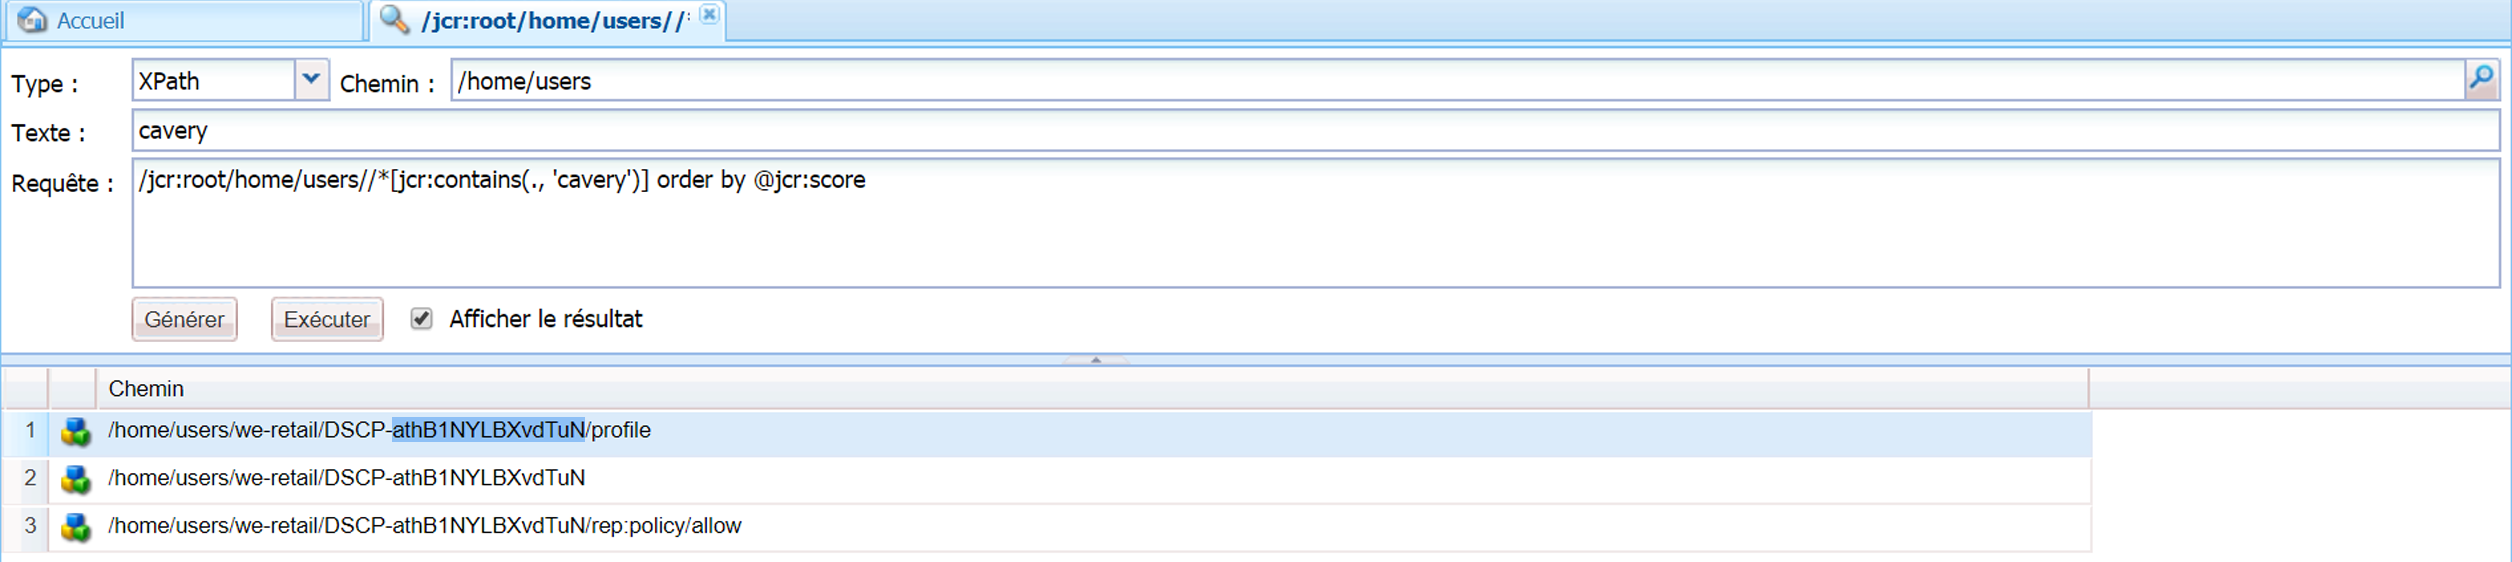 Accueil
/jcr:root/home/users//
Type : XPath Chemin : /home/users
Texte : cavery
Requête : /jcr:root/home/users//*[jcr:contains(., 'cavery')] order by @jcr:score
Générer Exécuter Afficher le résultat
Chemin
1 /home/users/we-retail/DSCP-athB1NYLBXvdTuN/profile
2 /home/users/we-retail/DSCP-athB1NYLBXvdTuN
3 /home/users/we-retail/DSCP-athB1NYLBXvdTuN/rep:policy/allow